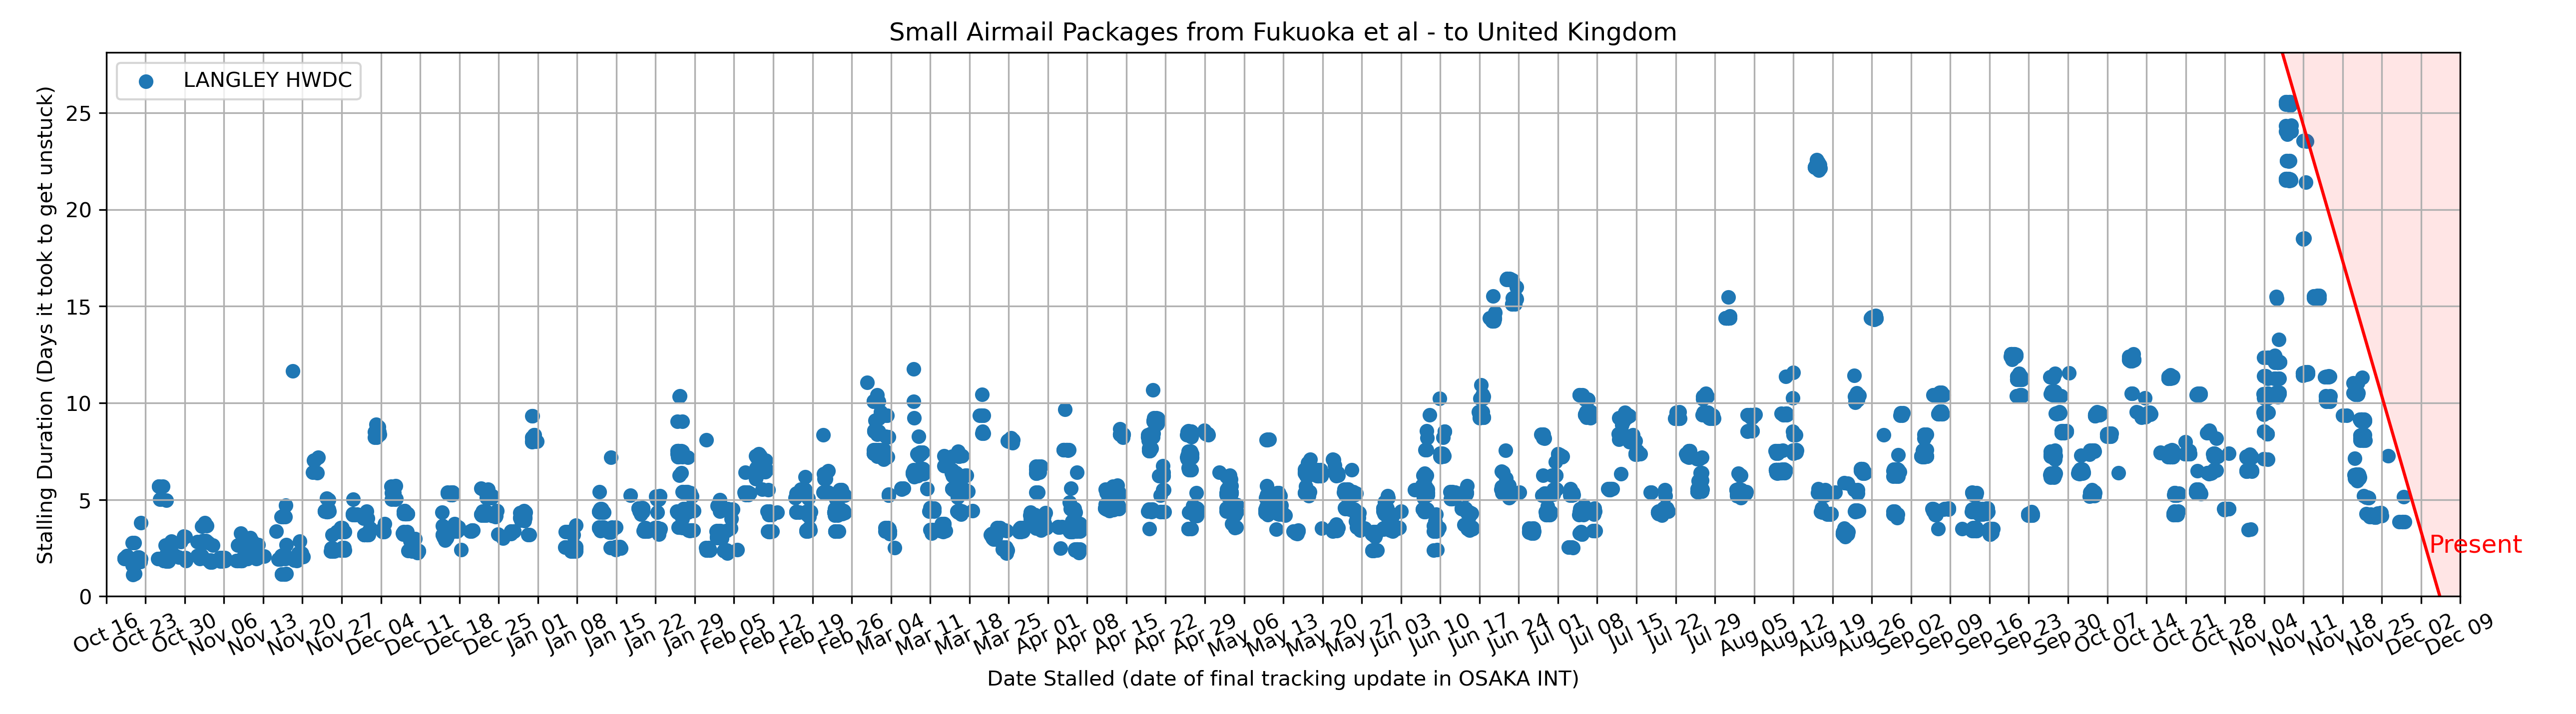 Small Airmail Packages from Fukuoka et al - to United Kingdom
LANGLEY HWDC
Stalling Duration (Days it took to get unstuck)
25
20
15
10
5
0
Present
Oct 16 Oct 23 Oct 30 Nov 06 Nov 13 Nov 20 Nov 27 Dec 04 Dec 11 Dec 18 Dec 25 Jan 01 Jan 08 Jan 15 Jan 22 Jan 29 Feb 05 Feb 12 Feb 19 Feb 26 Mar 04 Mar 11 Mar 18 Mar 25 Apr 01 Apr 08 Apr 15 Apr 22 Apr 29 May 06 May 13 May 20 May 27 Jun 03 Jun 10 Jun 17 Jun 24 Jul 01 Jul 08 Jul 15 Jul 22 Jul 29 Aug 05 Aug 12 Aug 19 Aug 26 Sep 02 Sep 09 Sep 16 Sep 23 Sep 30 Oct 07 Oct 14 Oct 21 Oct 28 Nov 04 Nov 11 Nov 18 Nov 25 Dec 02 Dec 09
Date Stalled (date of final tracking update in OSAKA INT)